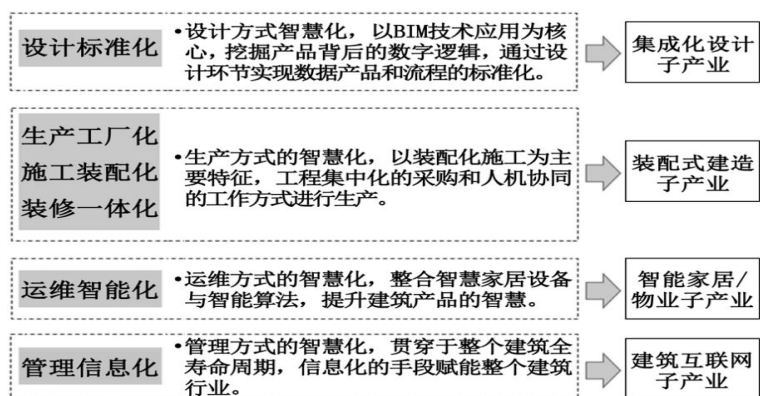 设计标准化
•设计方式智慧化，以BIM技术应用为核
心，挖掘产品背后的数字逻辑，通过设
计环节实现数据产品和流程的标准化。
集成化设计
子产业
生产工厂化
施工装配化
装修一体化
•生产方式的智慧化，以装配化施工为主
要特征，工程集中化的采购和人机协同
的工作方式进行生产。
装配式建造
子产业
运维智能化
•运维方式的智慧化，整合智慧家居设备
与智能算法，提升建筑产品的智慧。
智能家居/
物业子产业
管理信息化
•管理方式的智慧化，贯穿于整个建筑全
寿命周期，信息化的手段赋能整个建筑
行业。
建筑互联网
子产业